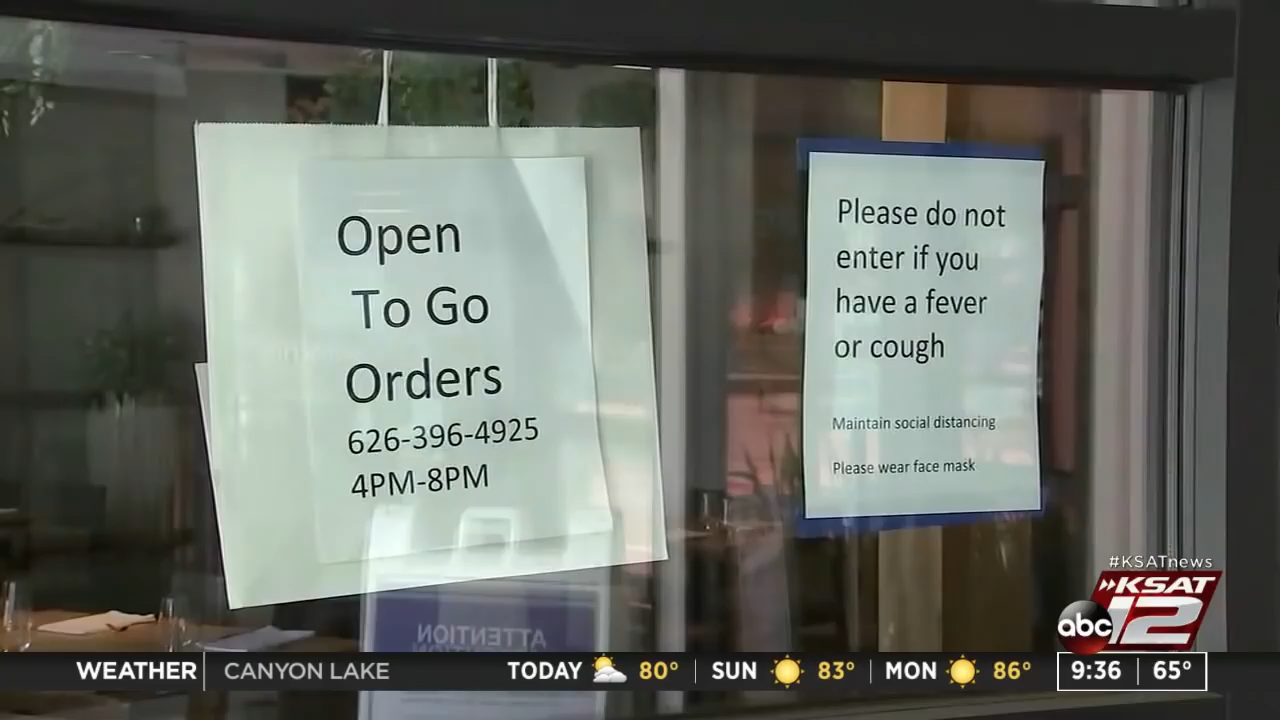 Open
To Go
Orders
626-396-4925
4PM-8PM
Please do not
enter if you
have a fever
or cough
Maintain social distancing
Please wear face mask
ATTENTION
#KSATnews
KSAT
abc 12
WEATHER CANYON LAKE TODAY 80° SUN 83° MON 86° 9:36 65°